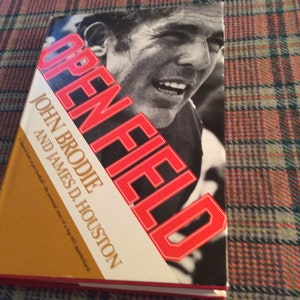 OPEN FIELD
JOHN BRODIE
AND JAMES D. HOUSTON